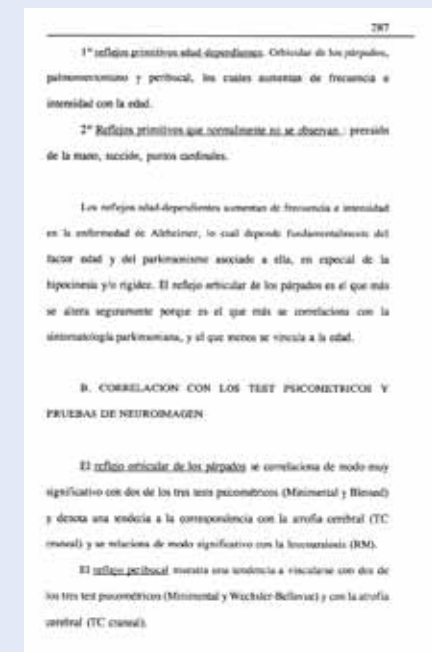 287
1º reflejos primitivos edad-dependientes. Orbicular de los párpados,
palmomentoniano y peribucal, los cuales aumentan de frecuencia e
intensidad con la edad.
2º Reflejos primitivos que normalmente no se observan : presión
de la mano, succión, puntos cardinales.
Los reflejos edad-dependientes aumentan de frecuencia e intensidad
en la enfermedad de Alzheimer, lo cual depende fundamentalmente del
factor edad y del parkinsonismo asociado a ella, en especial de la
hipocinesia y/o rigidez. El reflejo orbicular de los párpados es el que más
se altera seguramente porque es el que más se correlaciona con la
sintomatología parkinsoniana, y el que menos se vincula a la edad.
B. CORRELACION CON LOS TEST PSICOMETRICOS Y
PRUEBAS DE NEUROIMAGEN
El reflejo orbicular de los párpados se correlaciona de modo muy
significativo con dos de los tres tests psicométricos (Minimental y Blessed)
y denota una tendecia a la correspondencia con la atrofia cerebral (TC
craneal) y se relaciona de modo significativo con la leucoaraiosis (RM).
El reflejo peribucal muestra una tendencia a vincularse con dos de
los tres test psicométricos (Minimental y Wechsler-Bellevue) y con la atrofia
cerebral (TC craneal).